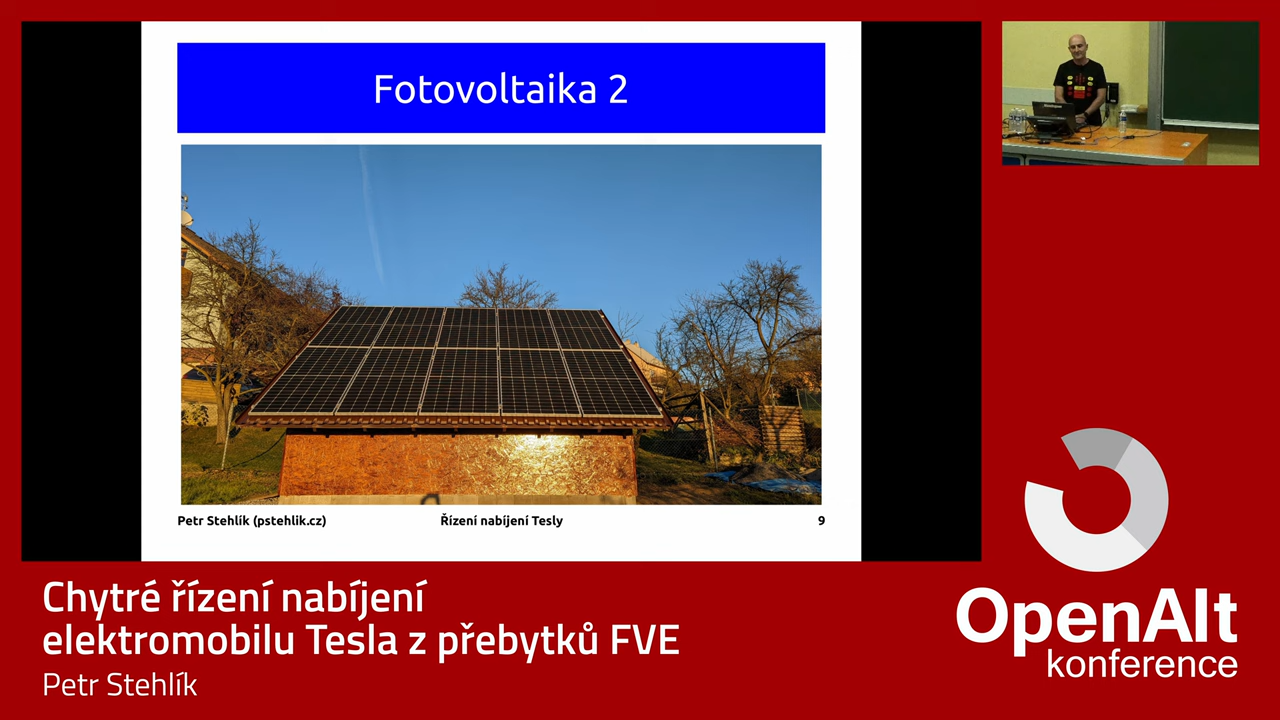 Fotovoltaika 2
Petr Stehlík (pstehlik.cz)
Řízení nabíjení Tesly
9
Chytré řízení nabíjení
elektromobilu Tesla z přebytků FVE
Petr Stehlík
OpenAlt
konference